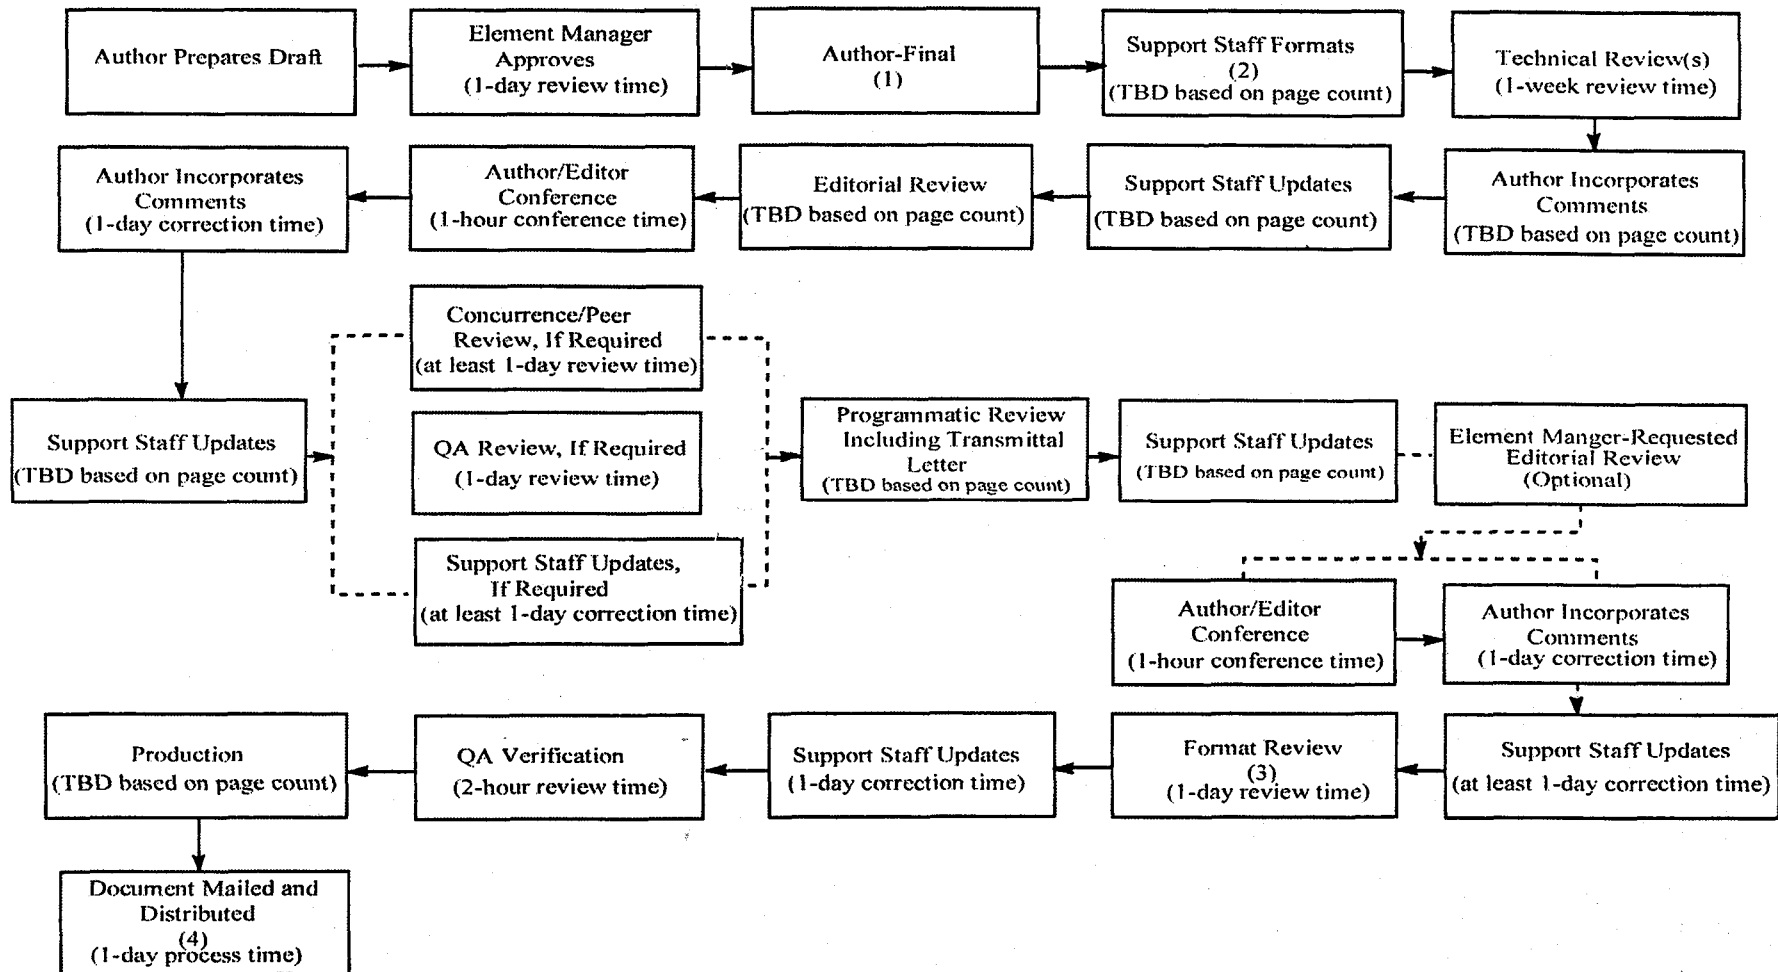 Author Prepares Draft
Element Manager
Approves
(1-day review time)
Author-Final
(1)
Support Staff Formats
(2)
(TBD based on page count)
Technical Review(s)
(1-week review time)
Author Incorporates
Comments
(1-day correction time)
Author/Editor
Conference
(1-hour conference time)
Editorial Review
(TBD based on page count)
Support Staff Updates
(TBD based on page count)
Author Incorporates
Comments
(TBD based on page count)
Concurrence/Peer
Review, If Required
(at least 1-day review time)
Support Staff Updates
(TBD based on page count)
QA Review, If Required
(1-day review time)
Support Staff Updates,
If Required
(at least 1-day correction time)
Programmatic Review
Including Transmittal
Letter
(TBD based on page count)
Support Staff Updates
(TBD based on page count)
Element Manger-Requested
Editorial Review
(Optional)
Author/Editor
Conference
(1-hour conference time)
Author Incorporates
Comments
(1-day correction time)
Production
(TBD based on page count)
QA Verification
(2-hour review time)
Support Staff Updates
(1-day correction time)
Format Review
(3)
(1-day review time)
Support Staff Updates
(at least 1-day correction time)
Document Mailed and
Distributed
(4)
(1-day process time)